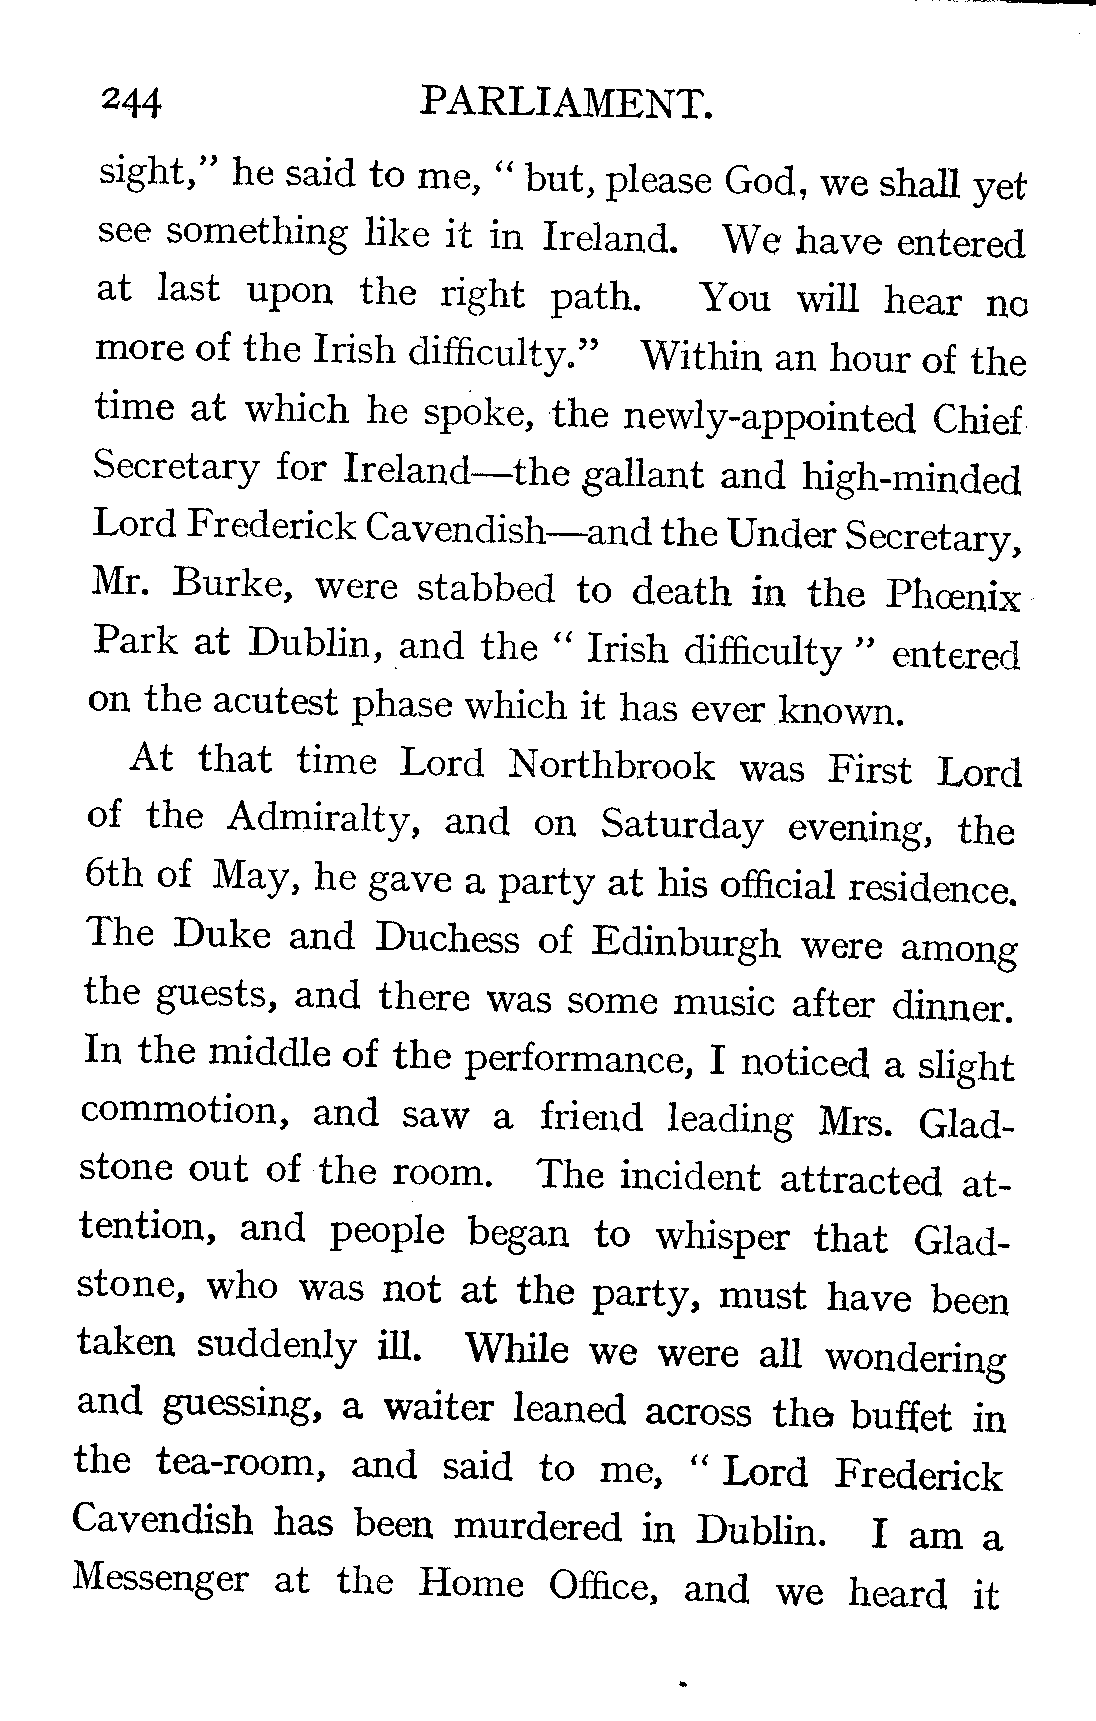 244 PARLIAMENT.
sight,” he said to me, “ but, please God, we shall yet
see something like it in Ireland. We have entered
at last upon the right path. You will hear no
more of the Irish difficulty.” Within an hour of the
time at which he spoke, the newly-appointed Chief
Secretary for Ireland—the gallant and high-minded
Lord Frederick Cavendish—and the Under Secretary,
Mr. Burke, were stabbed to death in the Phœnix
Park at Dublin, and the “ Irish difficulty ” entered
on the acutest phase which it has ever known.
At that time Lord Northbrook was First Lord
of the Admiralty, and on Saturday evening, the
6th of May, he gave a party at his official residence.
The Duke and Duchess of Edinburgh were among
the guests, and there was some music after dinner.
In the middle of the performance, I noticed a slight
commotion, and saw a friend leading Mrs. Glad-
stone out of the room. The incident attracted at-
tention, and people began to whisper that Glad-
stone, who was not at the party, must have been
taken suddenly ill. While we were all wondering
and guessing, a waiter leaned across the buffet in
the tea-room, and said to me, “ Lord Frederick
Cavendish has been murdered in Dublin. I am a
Messenger at the Home Office, and we heard it